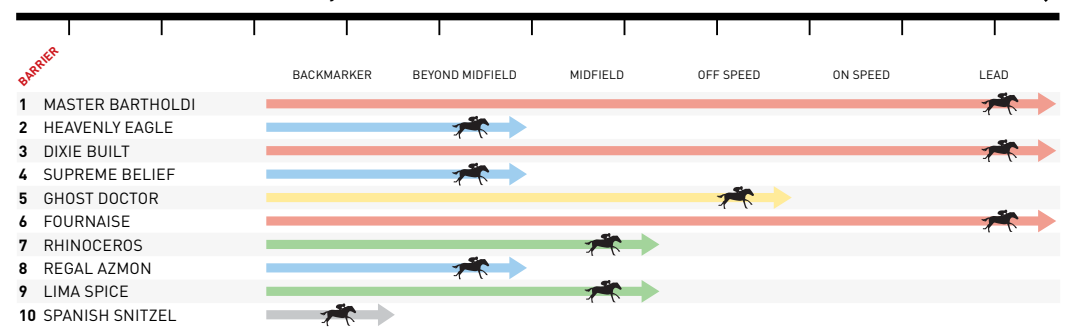 BARRIER
BACKMARKER BEYOND MIDFIELD MIDFIELD OFF SPEED ON SPEED LEAD
1 MASTER BARTHOLDI
2 HEAVENLY EAGLE
3 DIXIE BUILT
4 SUPREME BELIEF
5 GHOST DOCTOR
6 FOURNAISE
7 RHINOCEROS
8 REGAL AZMON
9 LIMA SPICE
10 SPANISH SNITZEL